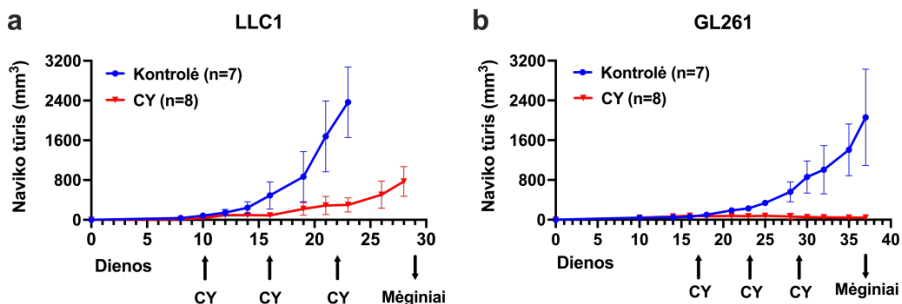 a
LLC1
Naviko tūris (mm³)
3200
2400
1600
800
0
Kontrolė (n=7)
CY (n=8)
0
5
10
15
20
25
30
Dienos
CY
CY
CY
Mėginiai
b
GL261
Naviko tūris (mm³)
3200
2400
1600
800
0
Kontrolė (n=7)
CY (n=8)
0
5
10
15
20
25
30
35
40
Dienos
CY
CY
CY
Mėginiai